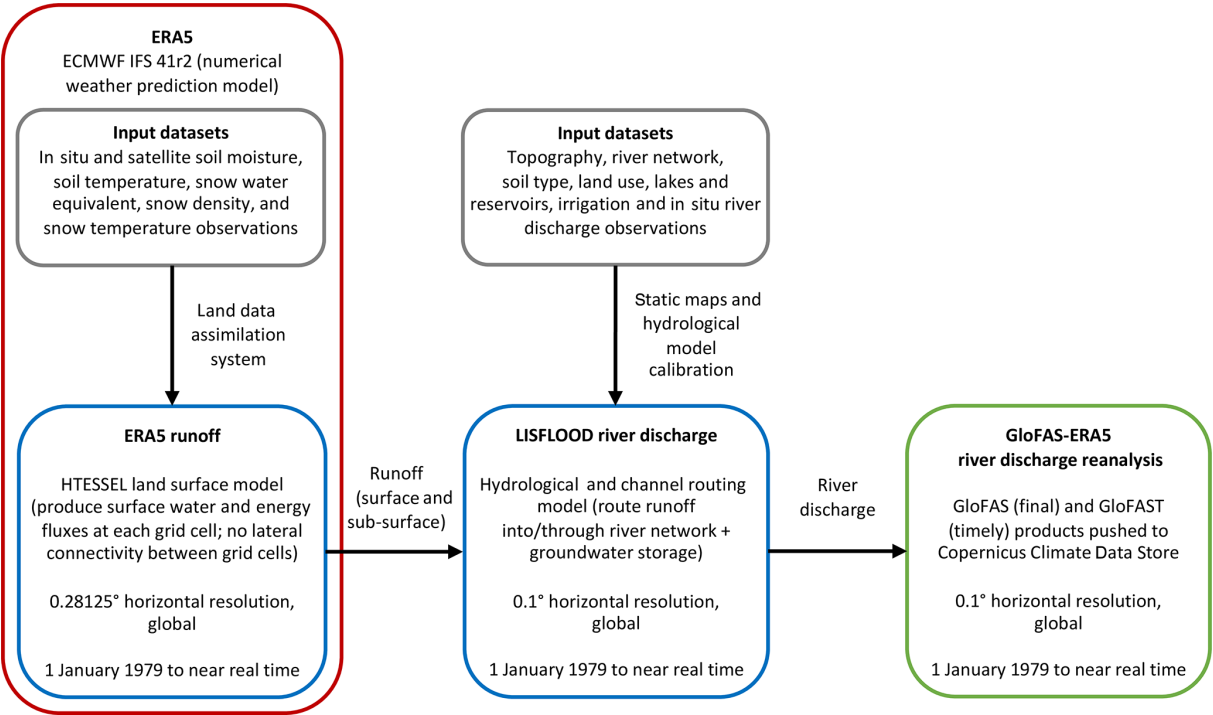 ERA5
ECMWF IFS 41r2 (numerical
weather prediction model)
Input datasets
In situ and satellite soil moisture,
soil temperature, snow water
equivalent, snow density, and
snow temperature observations
Land data
assimilation
system
ERA5 runoff
HTESSEL land surface model
(produce surface water and energy
fluxes at each grid cell; no lateral
connectivity between grid cells)
0.28125° horizontal resolution,
global
1 January 1979 to near real time
Runoff
(surface and
sub-surface)
Input datasets
Topography, river network,
soil type, land use, lakes and
reservoirs, irrigation and in situ river
discharge observations
Static maps and
hydrological
model
calibration
LISFLOOD river discharge
Hydrological and channel routing
model (route runoff
into/through river network +
groundwater storage)
0.1° horizontal resolution,
global
1 January 1979 to near real time
River
discharge
GloFAS-ERA5
river discharge reanalysis
GloFAS (final) and GloFAST
(timely) products pushed to
Copernicus Climate Data Store
0.1° horizontal resolution,
global
1 January 1979 to near real time